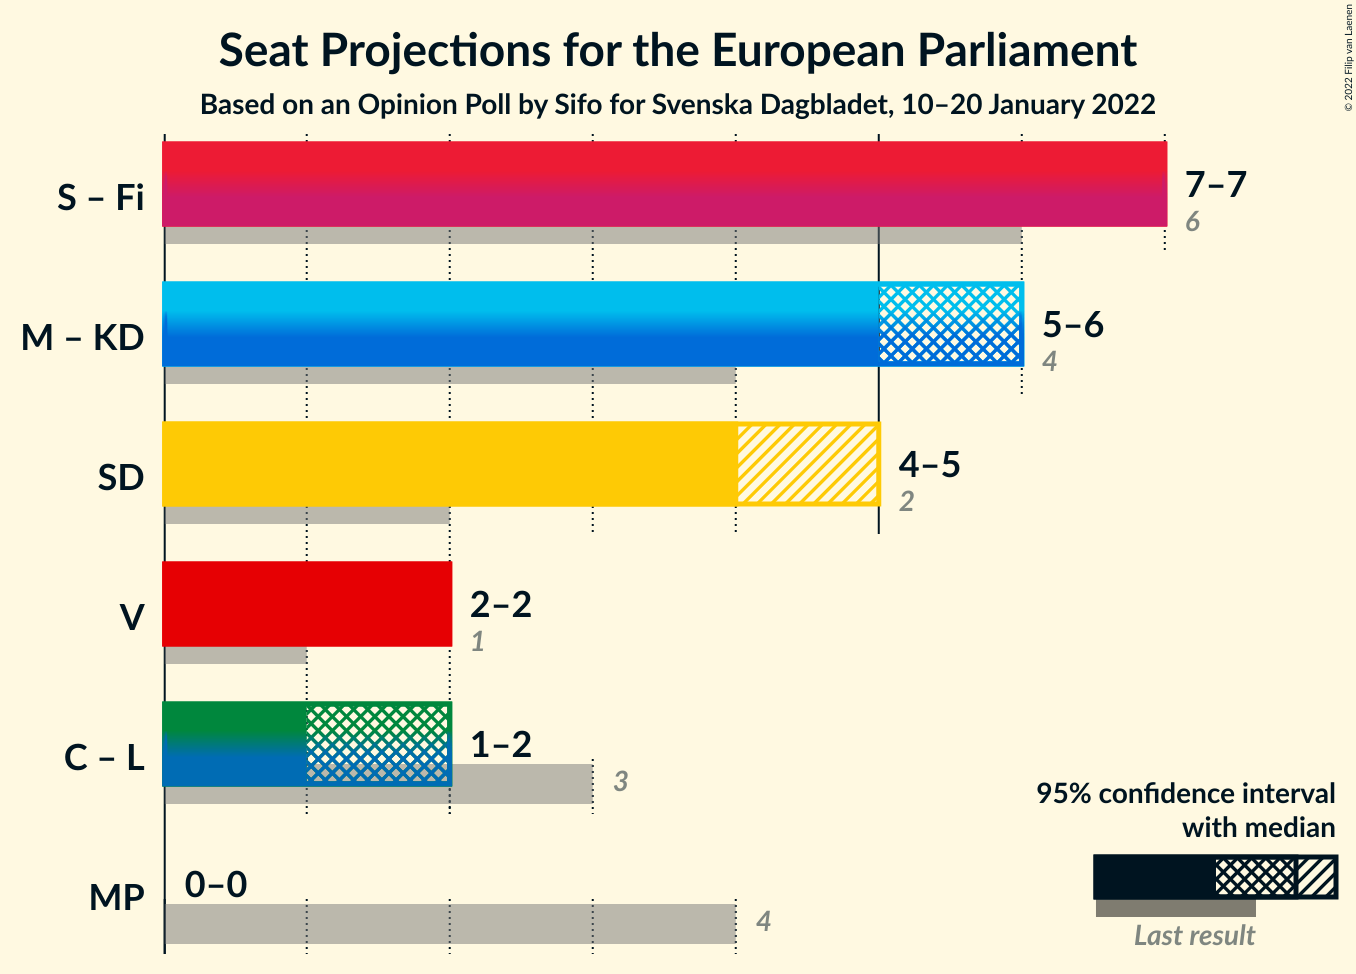 Seat Projections for the European Parliament
Based on an Opinion Poll by Sifo for Svenska Dagbladet, 10–20 January 2022
© 2022 Filip van Laenen
S – Fi
7–7
6
M – KD
5–6
4
SD
4–5
2
V
2–2
1
C – L
1–2
3
MP
0–0
4
95% confidence interval
with median
Last result